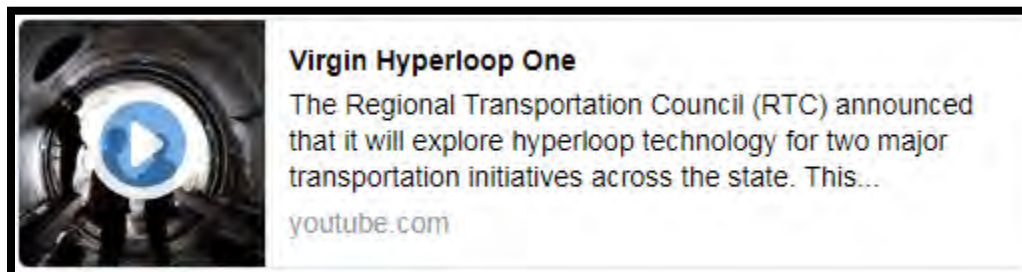 Virgin Hyperloop One
The Regional Transportation Council (RTC) announced
that it will explore hyperloop technology for two major
transportation initiatives across the state. This...
youtube.com